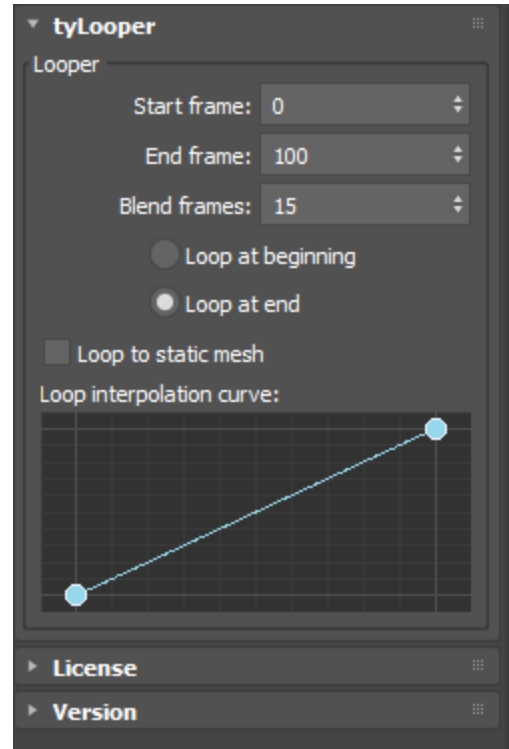 tyLooper
Looper
Start frame: 0
End frame: 100
Blend frames: 15
Loop at beginning
Loop at end
Loop to static mesh
Loop interpolation curve:
License
Version